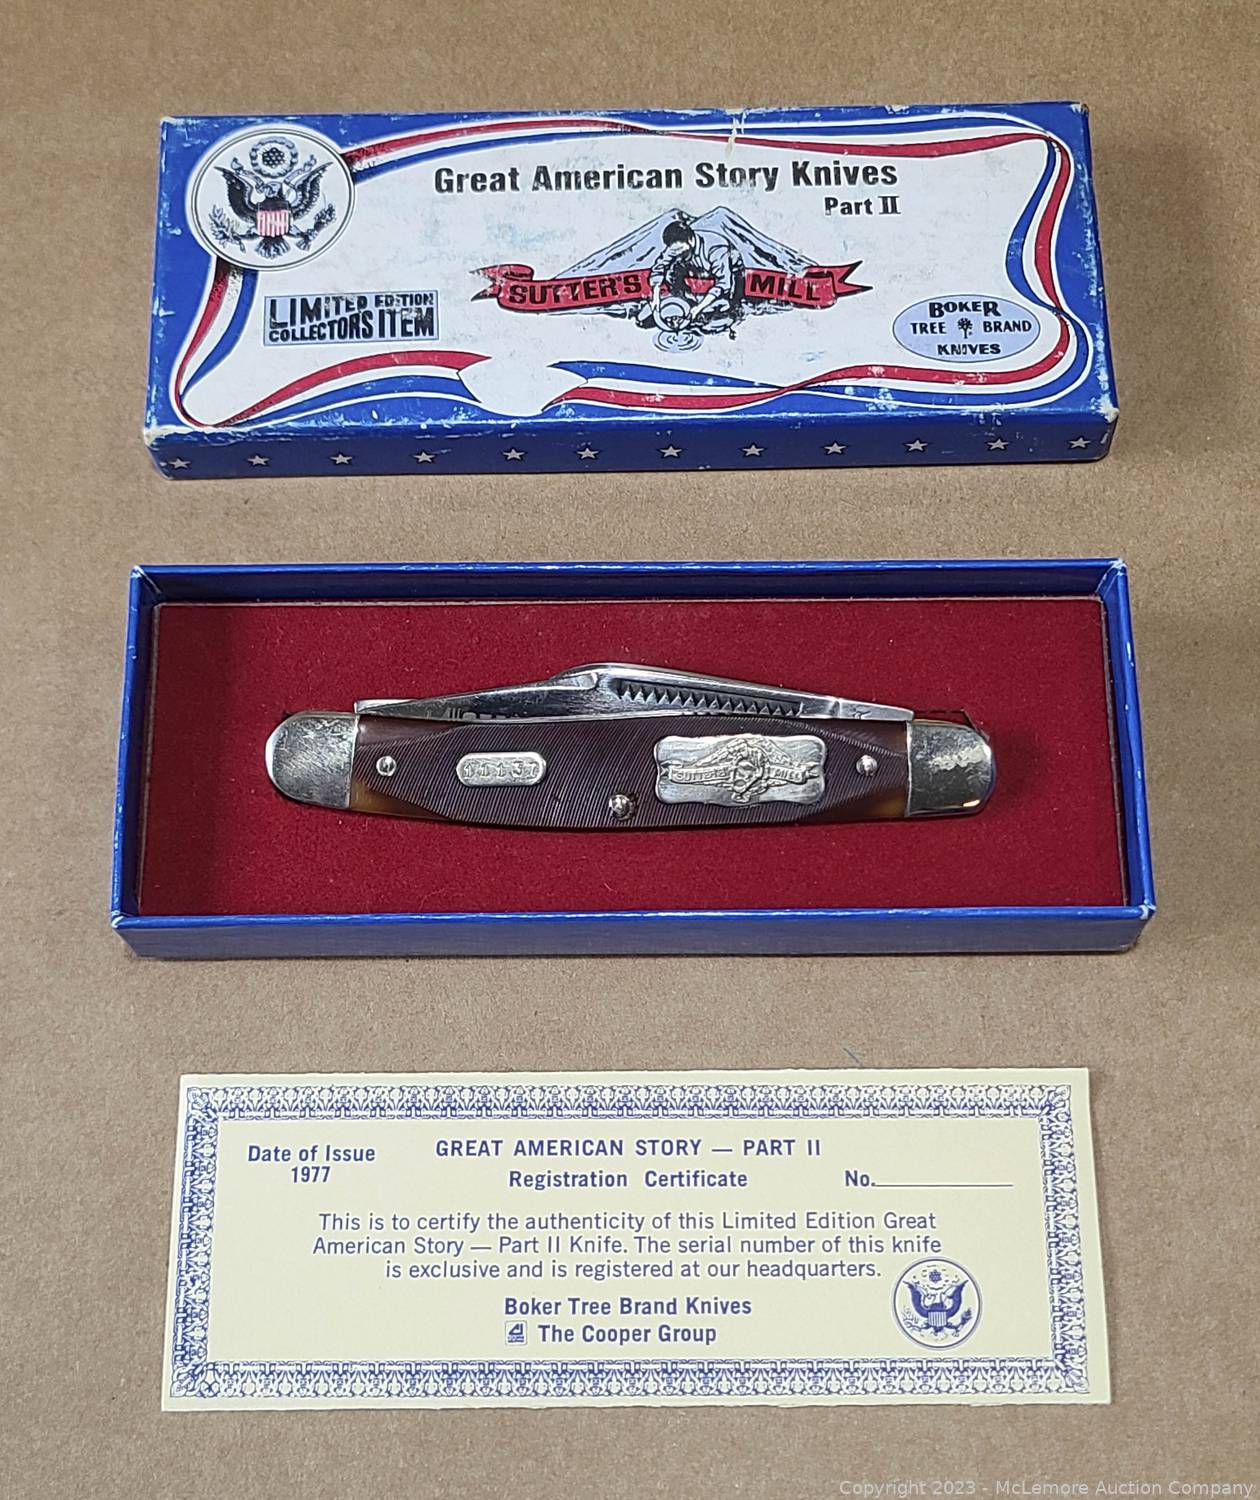 Great American Story Knives
Part II
SUTTER'S MILL
LIMITED EDITION
COLLECTORS ITEM
BOKER
TREE BRAND
KNIVES
11137
SUTTERS MILL
Date of Issue
1977
GREAT AMERICAN STORY — PART II
Registration Certificate
No.
This is to certify the authenticity of this Limited Edition Great
American Story — Part II Knife. The serial number of this knife
is exclusive and is registered at our headquarters.
Boker Tree Brand Knives
The Cooper Group
Copyright 2023 - McLemore Auction Company